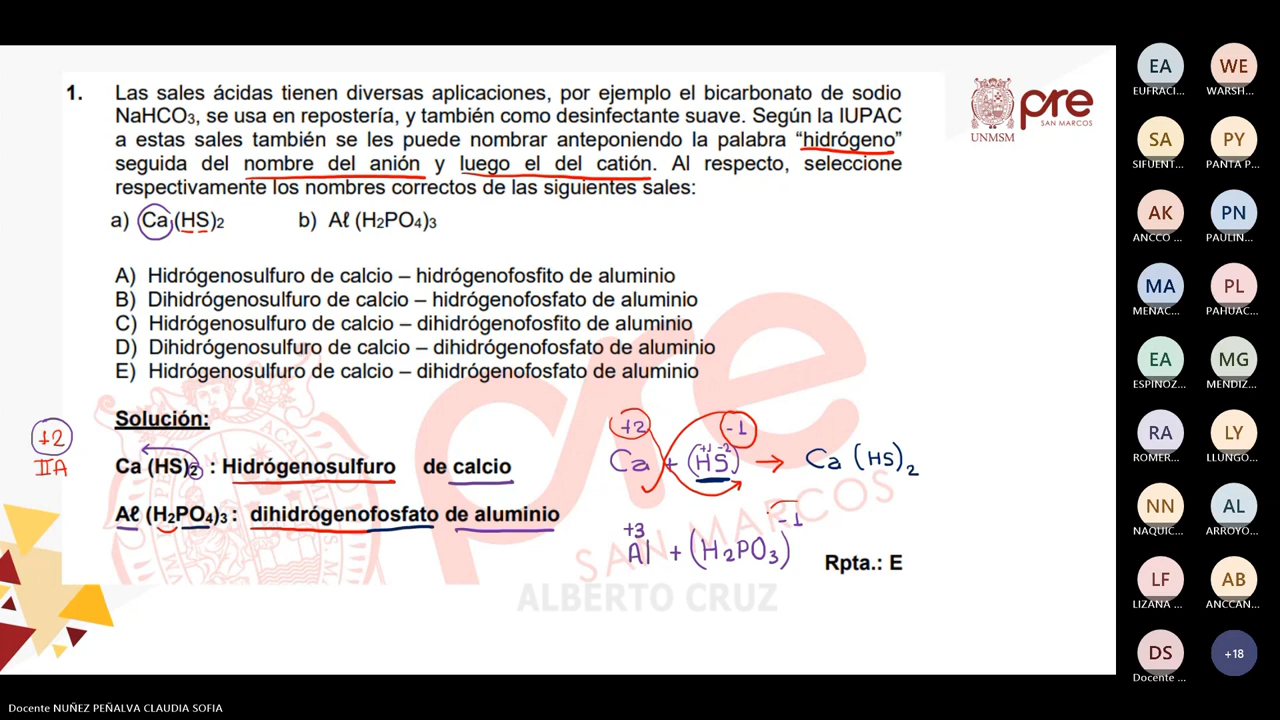 1. Las sales ácidas tienen diversas aplicaciones, por ejemplo el bicarbonato de sodio
NaHCO3, se usa en repostería, y también como desinfectante suave. Según la IUPAC
a estas sales también se les puede nombrar anteponiendo la palabra “hidrógeno”
seguida del nombre del anión y luego el del catión. Al respecto, seleccione
respectivamente los nombres correctos de las siguientes sales:
a) Ca (HS)2 b) Aℓ (H2PO4)3
A) Hidrógenosulfuro de calcio – hidrógenofosfito de aluminio
B) Dihidrógenosulfuro de calcio – hidrógenofosfato de aluminio
C) Hidrógenosulfuro de calcio – dihidrógenofosfito de aluminio
D) Dihidrógenosulfuro de calcio – dihidrógenofosfato de aluminio
E) Hidrógenosulfuro de calcio – dihidrógenofosfato de aluminio
Solución:
+2
IIA
Ca (HS)2 : Hidrógenosulfuro de calcio
Aℓ (H2PO4)3 : dihidrógenofosfato de aluminio
+2 -1
+1 -2
Ca + (HS) → Ca (HS)2
+3 -1
Al + (H2PO3)
Rpta.: E
UNMSM
pre
SAN MARCOS
pre
SAN MARCOS
ALBERTO CRUZ
EA WE
EUFRACI... WARSH...
SA PY
SIFUENT... PANTA P...
AK PN
ANCCO ... PAULIN...
MA PL
MENAC... PAHUAC...
EA MG
ESPINOZ... MENDIZ...
RA LY
ROMER... LLUNGO...
NN AL
NAQUIC... ARROYO...
LF AB
LIZANA ... ANCCAN...
DS +18
Docente ...
Docente NUÑEZ PEÑALVA CLAUDIA SOFIA